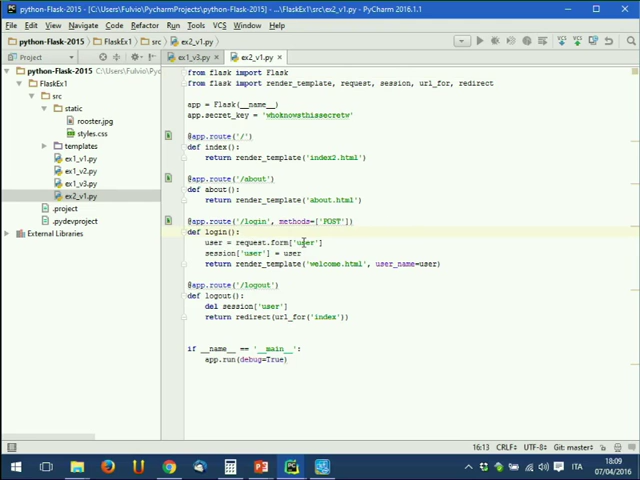 python-Flask-2015 - [C:\Users\Fulvio\PycharmProjects\python-Flask-2015] - ...\FlaskEx1\src\ex2_v1.py - PyCharm 2016.1.1
File Edit View Navigate Code Refactor Run Tools VCS Window Help
python-Flask-2015 FlaskEx1 src ex2_v1.py
Project
ex1_v3.py ex2_v1.py
python-Flask-2015 C:\Users\Fulvio\Py
FlaskEx1
src
static
rooster.jpg
styles.css
templates
ex1_v1.py
ex1_v2.py
ex1_v3.py
ex2_v1.py
.project
.pydevproject
External Libraries
from flask import Flask
from flask import render_template, request, session, url_for, redirect
app = Flask(__name__)
app.secret_key = 'whoknowsthissecretw'
@app.route('/')
def index():
return render_template('index2.html')
@app.route('/about')
def about():
return render_template('about.html')
@app.route('/login', methods=['POST'])
def login():
user = request.form['user']
session['user'] = user
return render_template('welcome.html', user_name=user)
@app.route('/logout')
def logout():
del session['user']
return redirect(url_for('index'))
if __name__ == '__main__':
app.run(debug=True)
16:13 CRLF÷ UTF-8÷ Git: master÷
ITA
18:09
07/04/2016